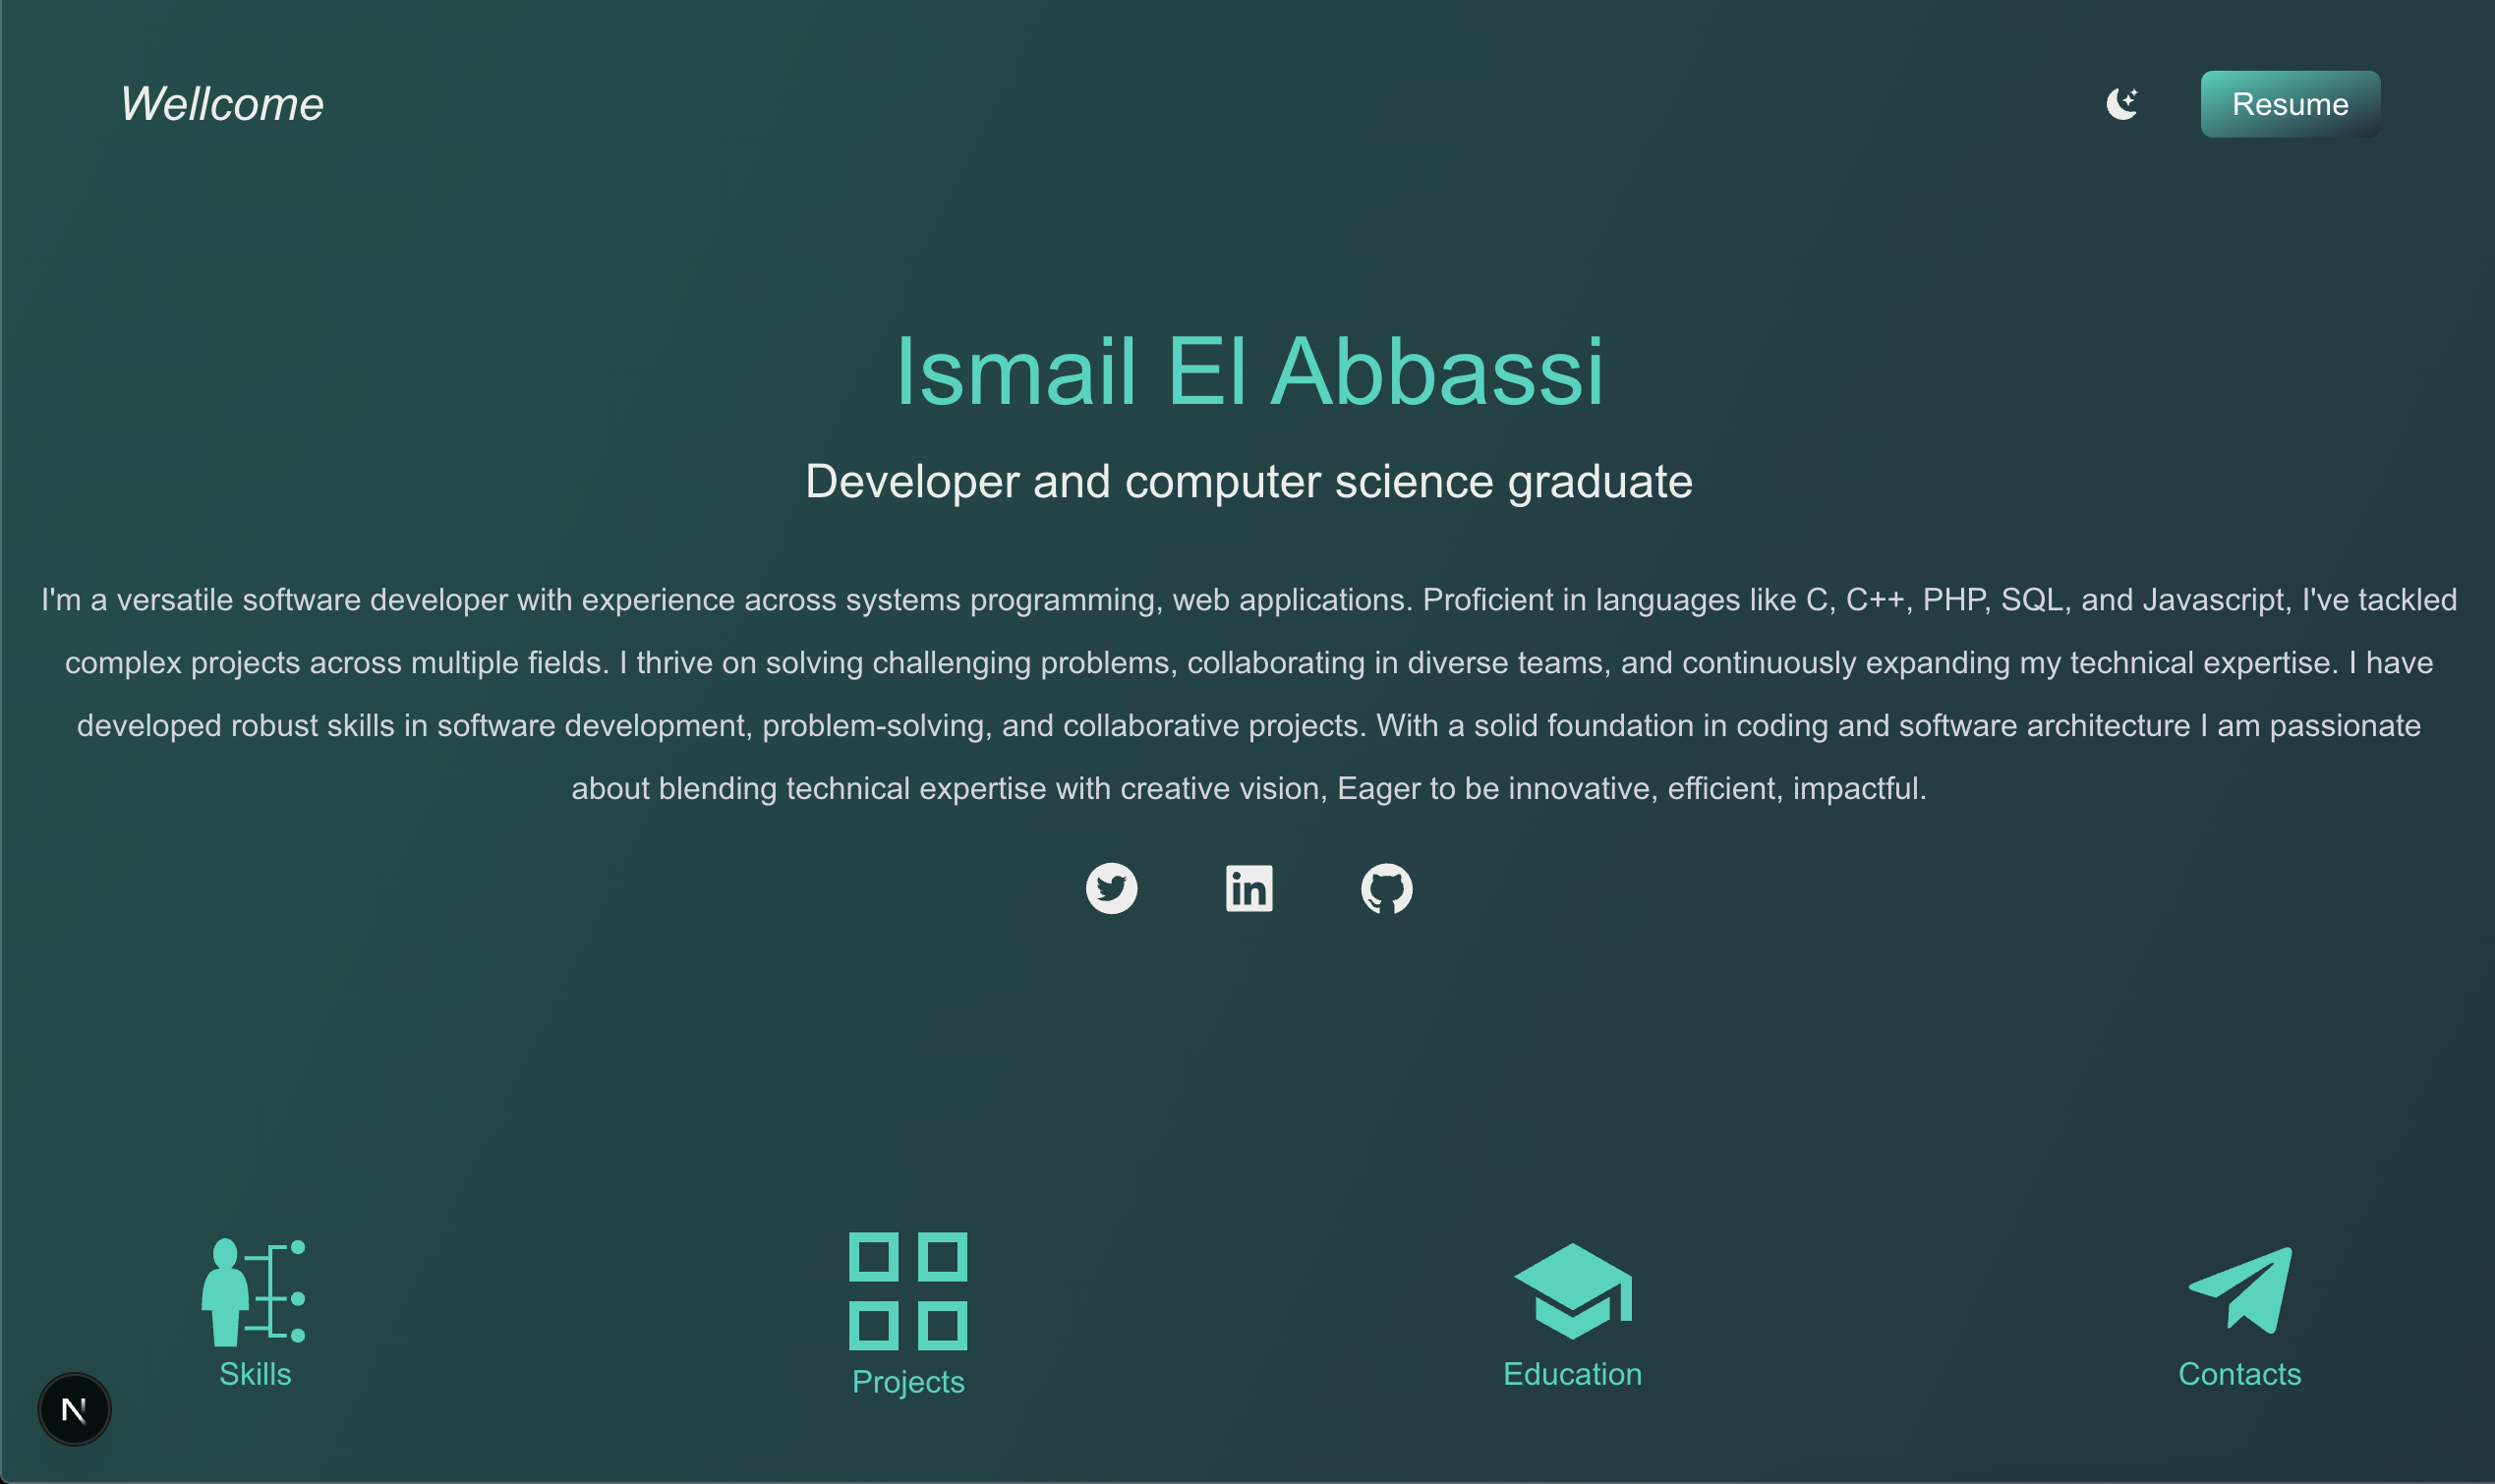 Wellcome
Resume
Ismail El Abbassi
Developer and computer science graduate
I'm a versatile software developer with experience across systems programming, web applications. Proficient in languages like C, C++, PHP, SQL, and Javascript, I've tackled
complex projects across multiple fields. I thrive on solving challenging problems, collaborating in diverse teams, and continuously expanding my technical expertise. I have
developed robust skills in software development, problem-solving, and collaborative projects. With a solid foundation in coding and software architecture I am passionate
about blending technical expertise with creative vision, Eager to be innovative, efficient, impactful.
in
Skills
Projects
Education
Contacts
N